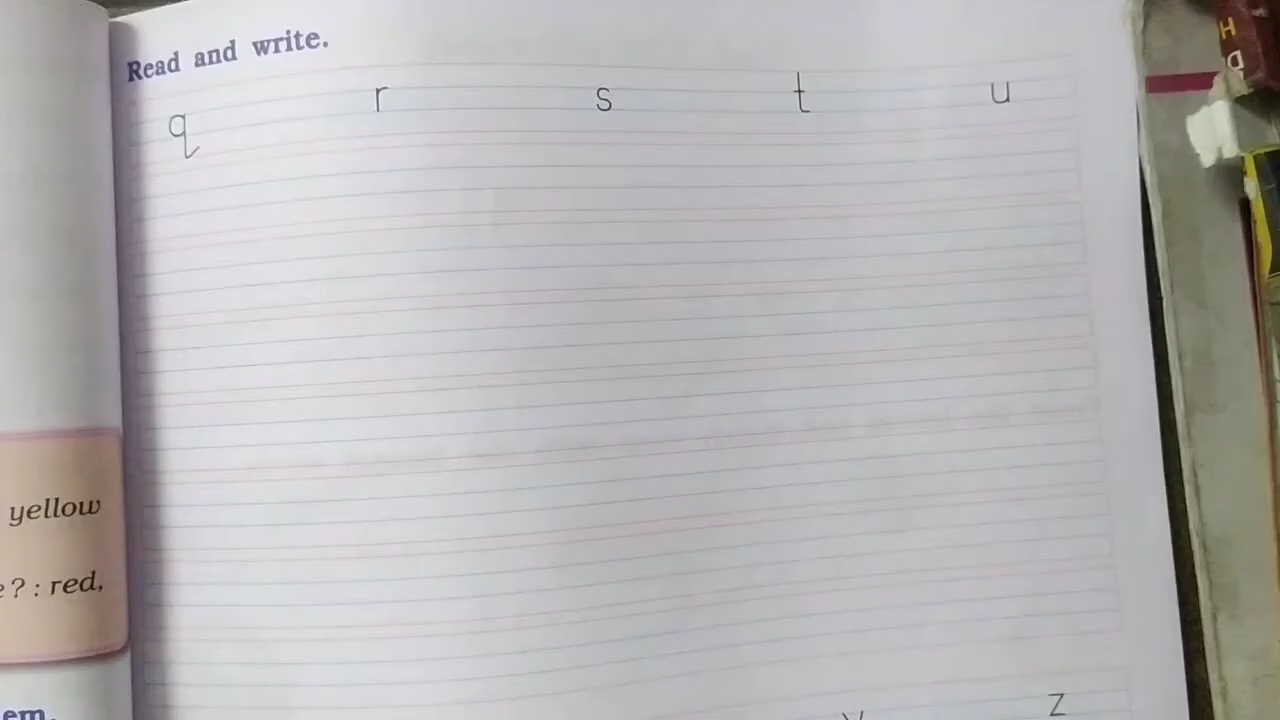 Read and write.
q r s t u
yellow
? : red,
em.
z